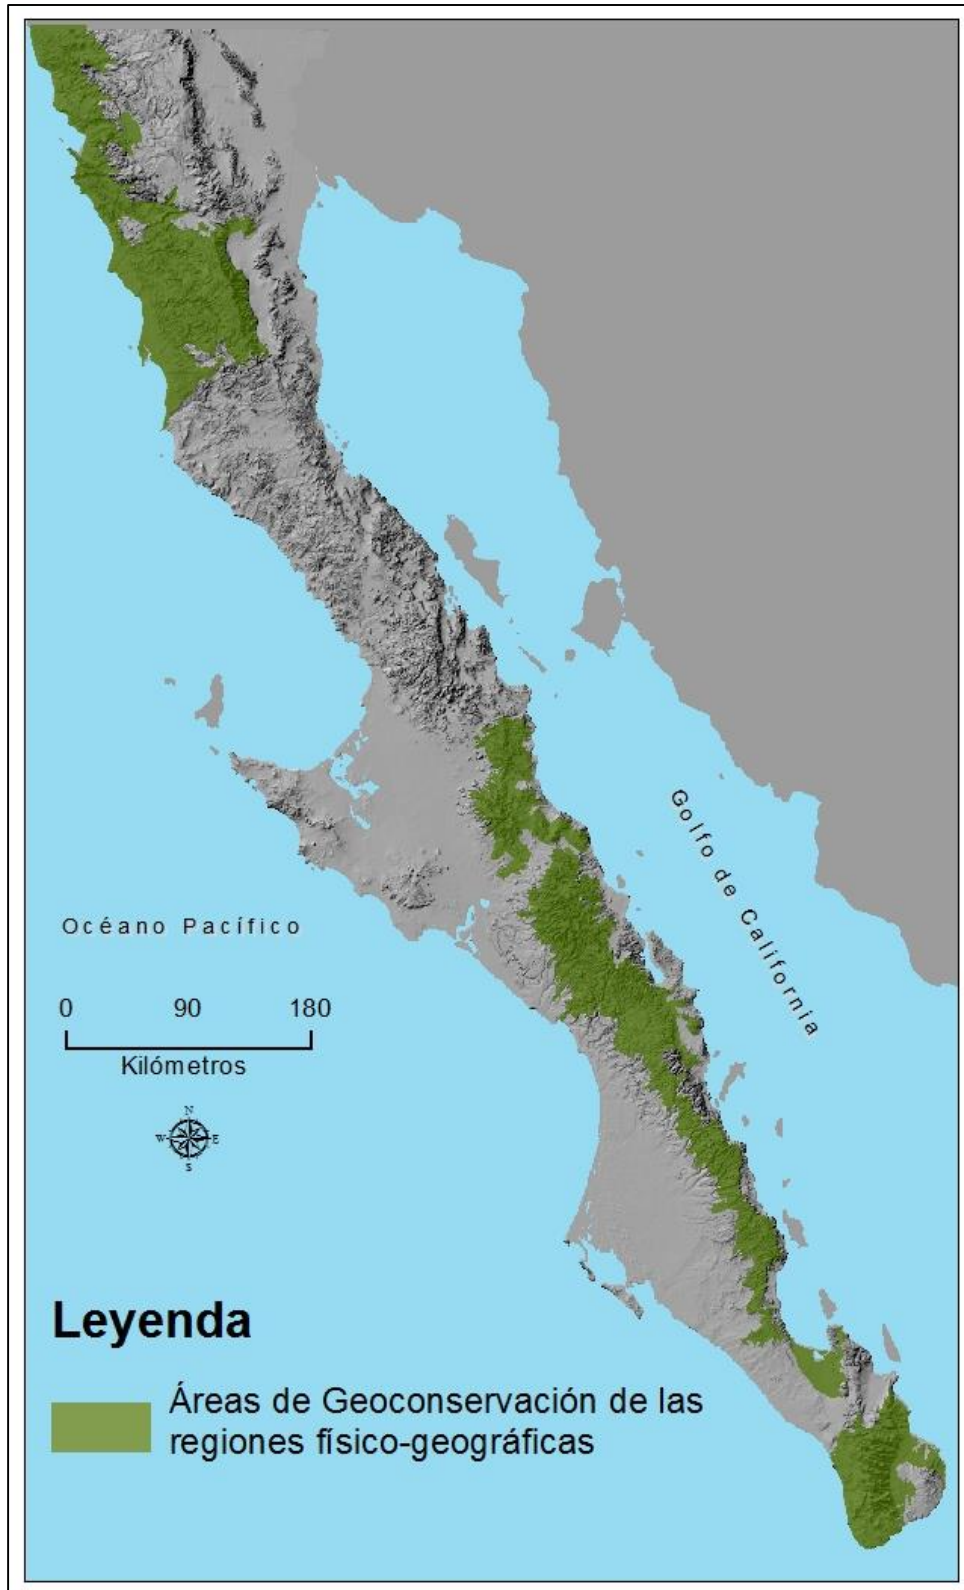 Golfo de California
Océano Pacífico
0 90 180
Kilómetros
N
W E
S
Leyenda
Áreas de Geoconservación de las
regiones físico-geográficas